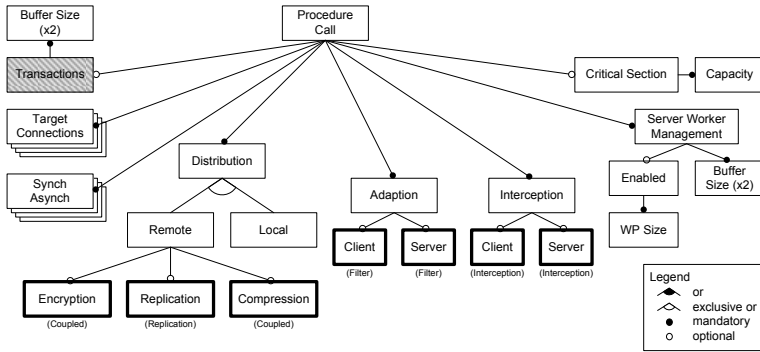 Buffer Size
(x2)
Procedure
Call
Transactions
Critical Section
Capacity
Target
Connections
Server Worker
Management
Distribution
Synch
Asynch
Adaption
Interception
Enabled
Buffer
Size (x2)
Remote
Local
Client
Server
Client
Server
WP Size
(Filter)
(Filter)
(Interception)
(Interception)
Encryption
Replication
Compression
(Coupled)
(Replication)
(Coupled)
Legend
or
exclusive or
mandatory
optional